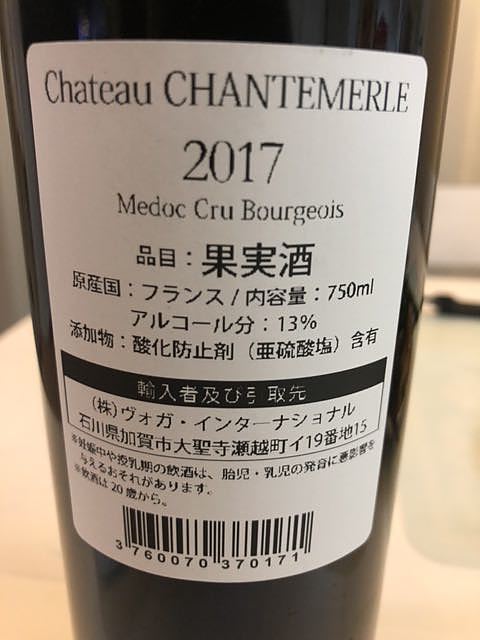 Chateau CHANTEMERLE
2017
Medoc Cru Bourgeois
品目：果実酒
原産国：フランス / 内容量：750ml
アルコール分：13%
添加物：酸化防止剤（亜硫酸塩）含有
輸入者及び引取先
（株）ヴォガ・インターナショナル
石川県加賀市大聖寺瀬越町イ19番地15
※妊娠中や授乳期の飲酒は、胎児・乳児の発育に悪影響を
与えるおそれがあります。
※飲酒は20歳から。
3 760070 370171